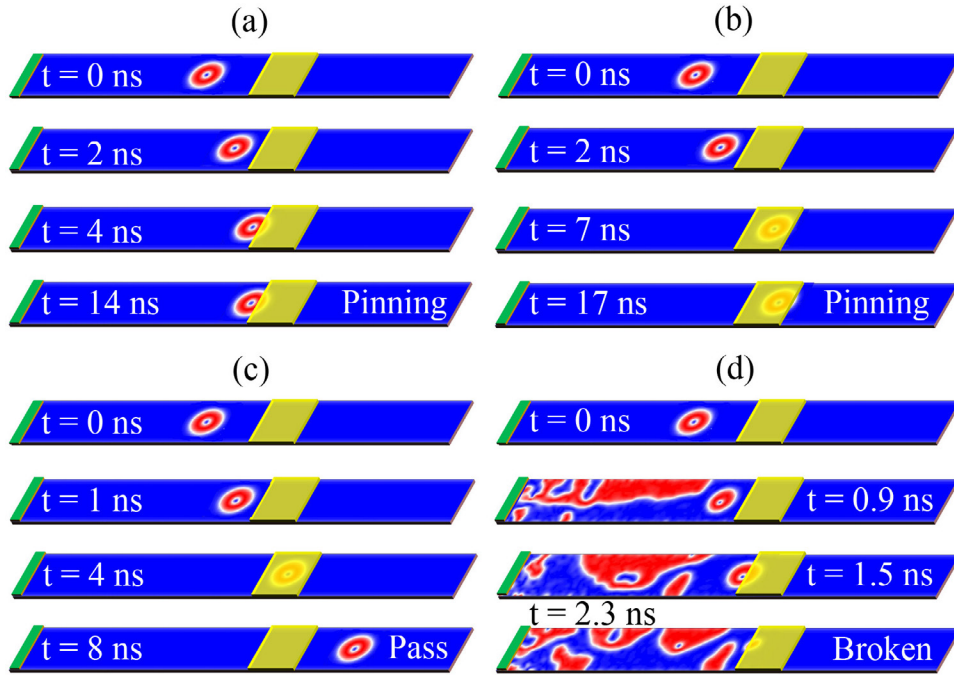 (a)
t = 0 ns
t = 2 ns
t = 4 ns
t = 14 ns Pinning
(b)
t = 0 ns
t = 2 ns
t = 7 ns
t = 17 ns Pinning
(c)
t = 0 ns
t = 1 ns
t = 4 ns
t = 8 ns Pass
(d)
t = 0 ns
t = 0.9 ns
t = 1.5 ns
t = 2.3 ns
Broken